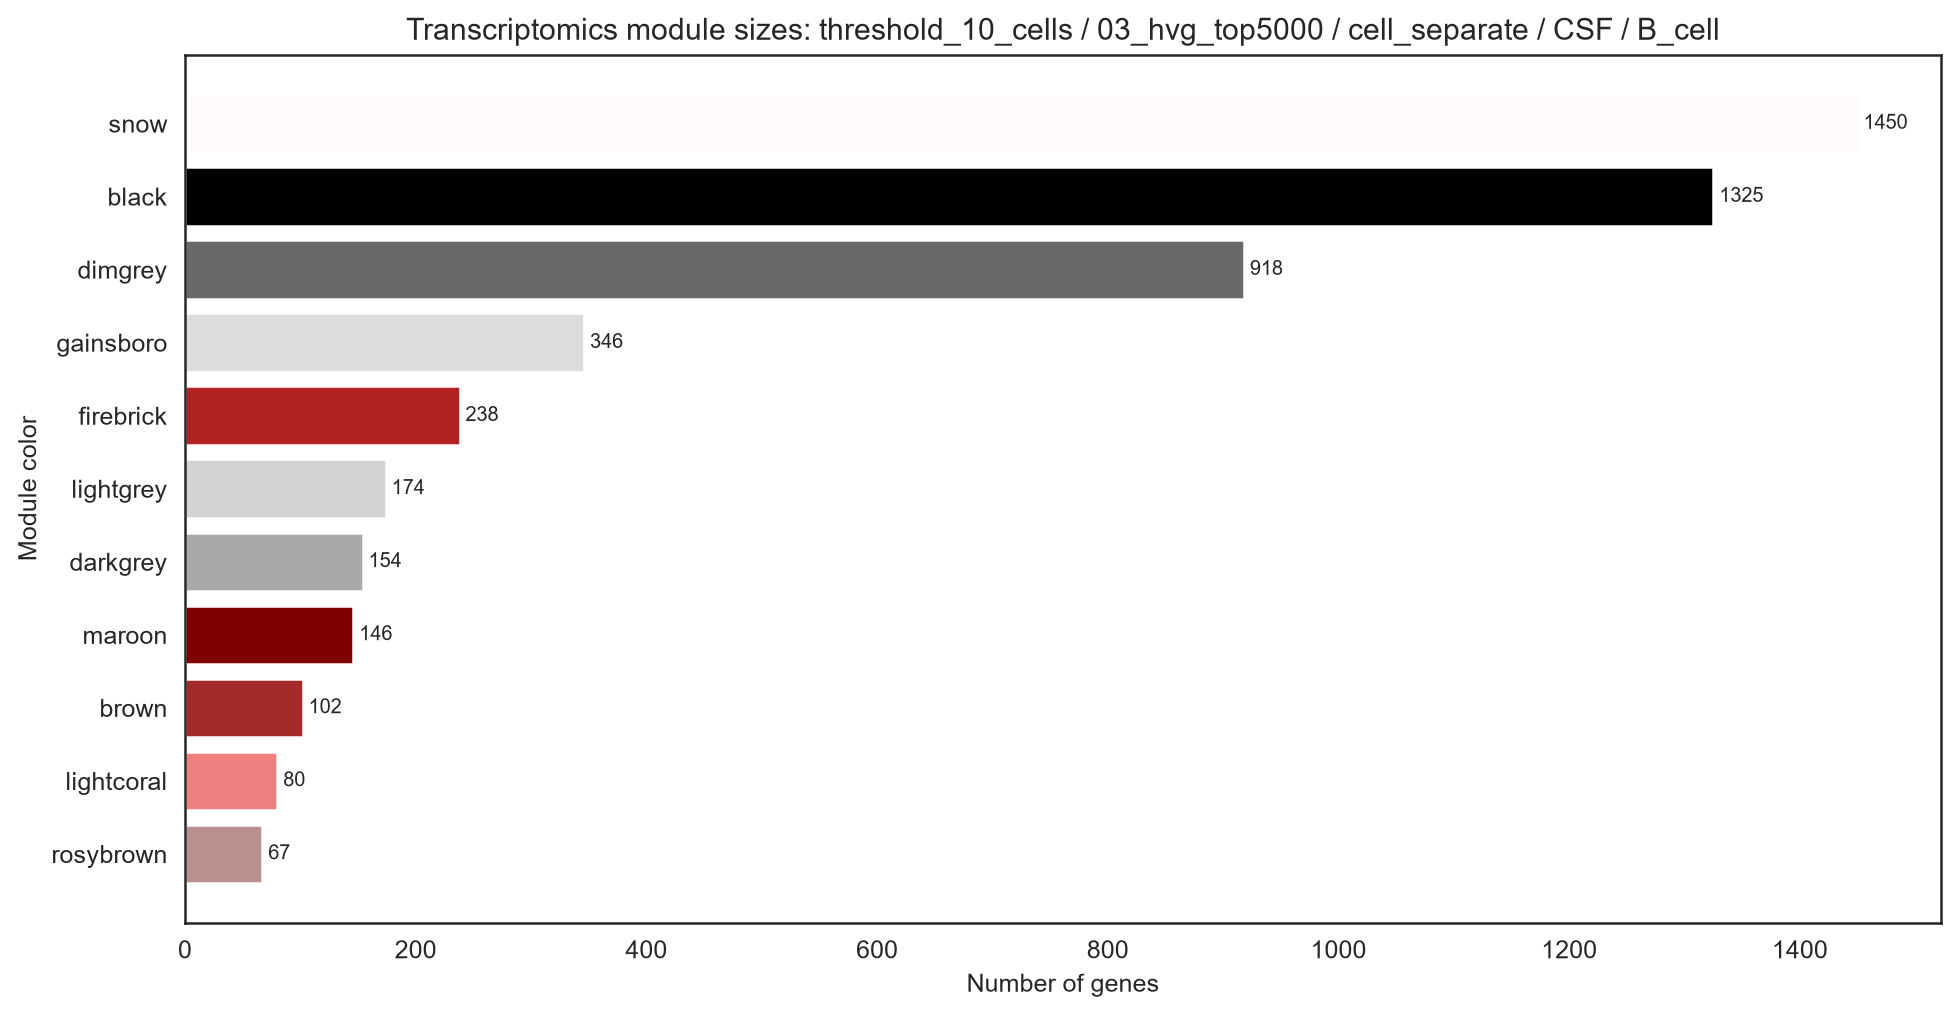 Transcriptomics module sizes: threshold_10_cells / 03_hvg_top5000 / cell_separate / CSF / B_cell
Module color
snow 1450
black 1325
dimgrey 918
gainsboro 346
firebrick 238
lightgrey 174
darkgrey 154
maroon 146
brown 102
lightcoral 80
rosybrown 67
0 200 400 600 800 1000 1200 1400
Number of genes